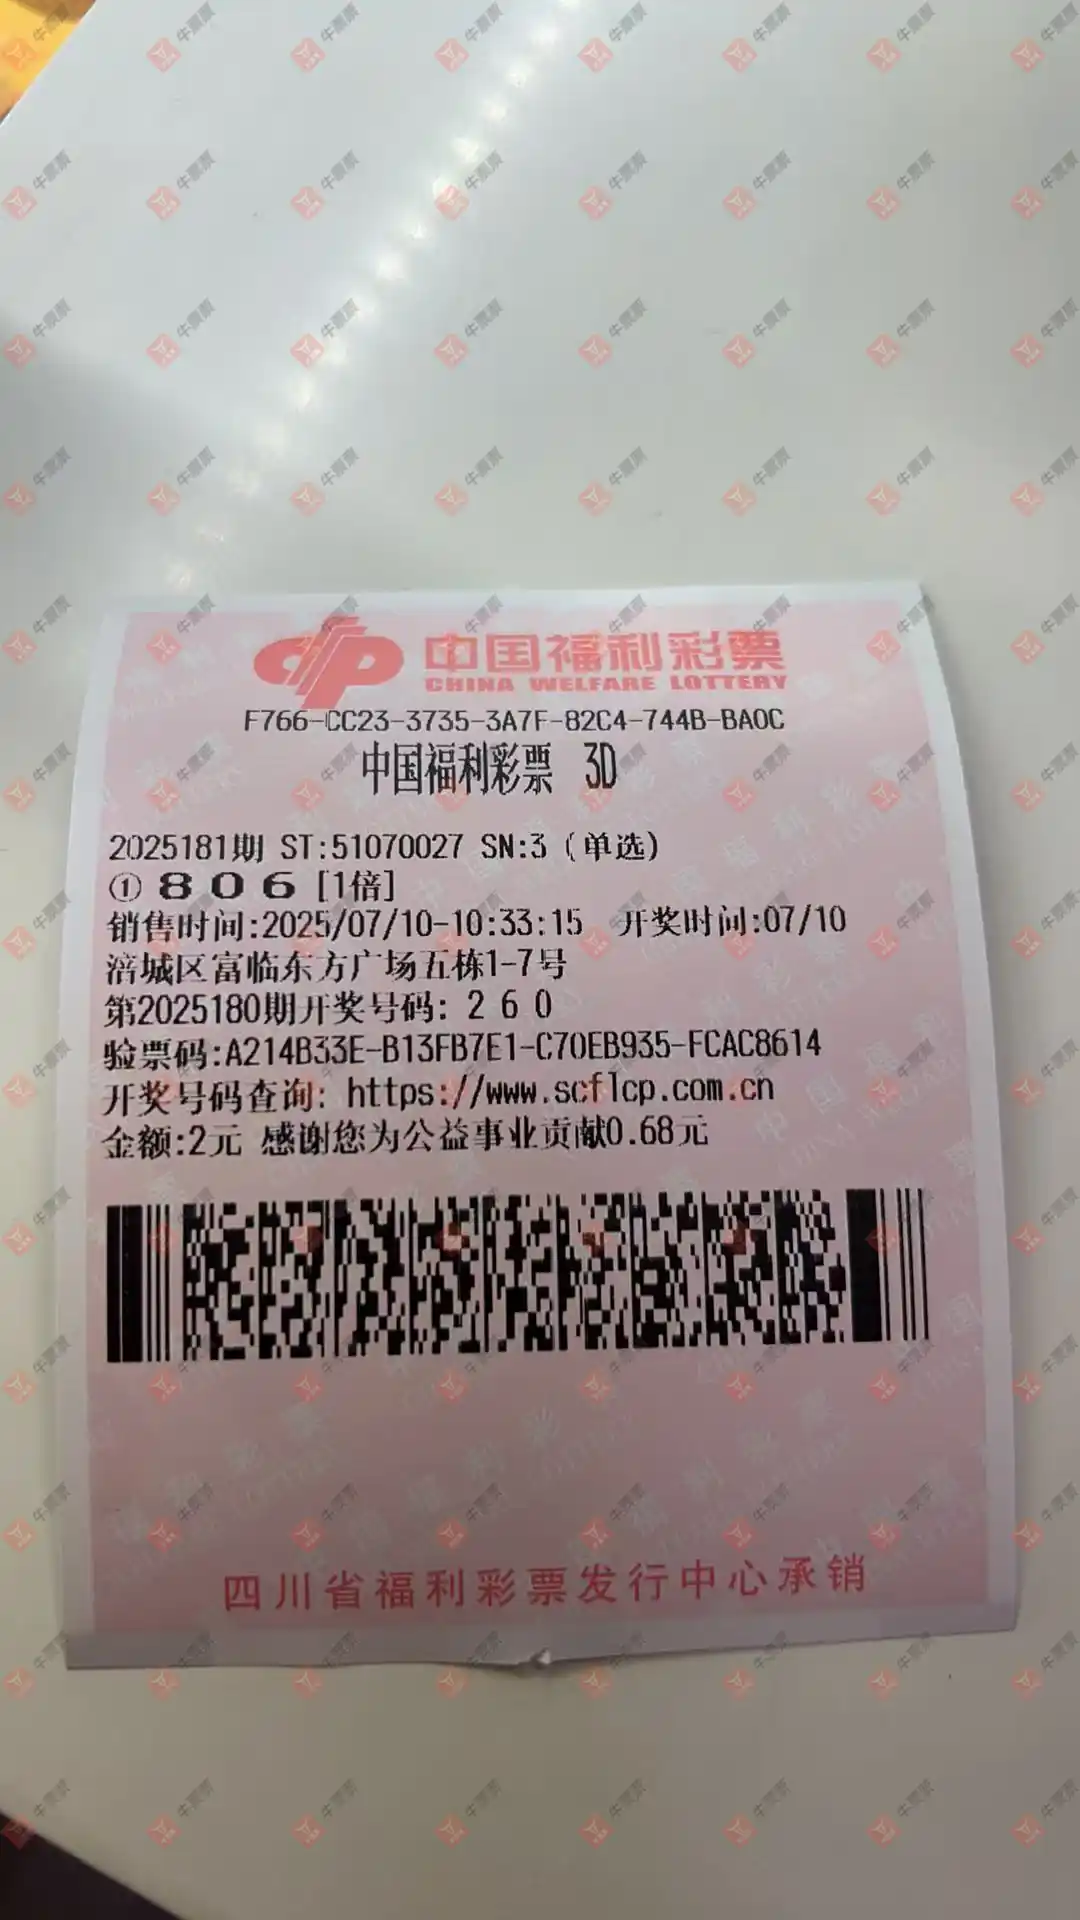 中国福利彩票
CHINA WELFARE LOTTERY
F766-CC23-3735-3A7F-82C4-744B-BA0C
中国福利彩票 3D
2025181期 ST:51070027 SN:3 (单选)
① 8 0 6 [1倍]
销售时间:2025/07/10-10:33:15 开奖时间:07/10
涪城区富临东方广场五栋1-7号
第2025180期开奖号码: 2 6 0
验票码:A214B33E-B13FB7E1-C70EB935-FCAC8614
开奖号码查询: https://www.scflcp.com.cn
金额:2元 感谢您为公益事业贡献0.68元
四川省福利彩票发行中心承销
牛票票